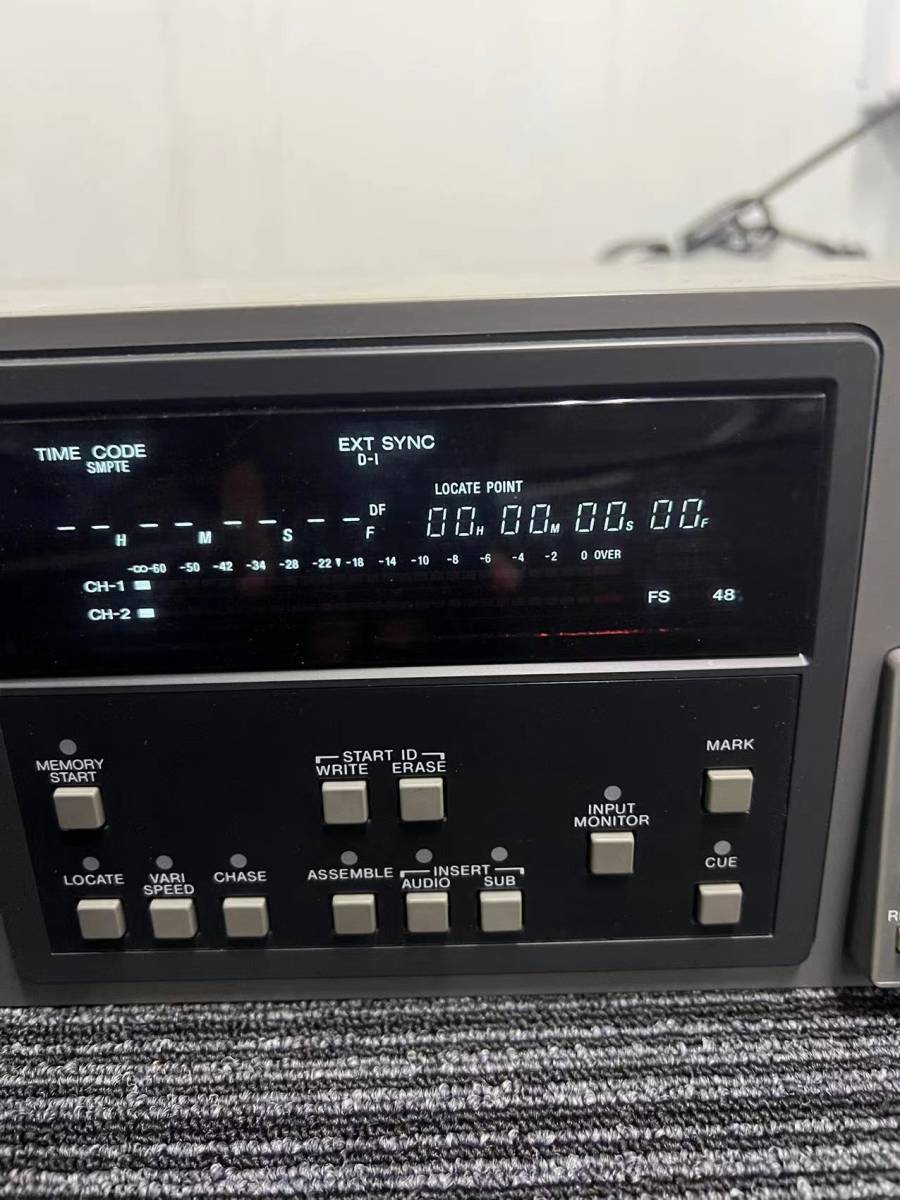 TIME CODE
SMPTE
EXT SYNC
D-I
LOCATE POINT
-- -- -- --
H M S F
DF
00H 00M 00S 00F
-∞-60 -50 -42 -34 -28 -22 ▼-18 -14 -10 -8 -6 -4 -2 0 OVER
CH-1
CH-2
FS 48
MEMORY
START
START ID
WRITE ERASE
INPUT
MONITOR
MARK
LOCATE
VARI
SPEED
CHASE
ASSEMBLE
INSERT
AUDIO SUB
CUE